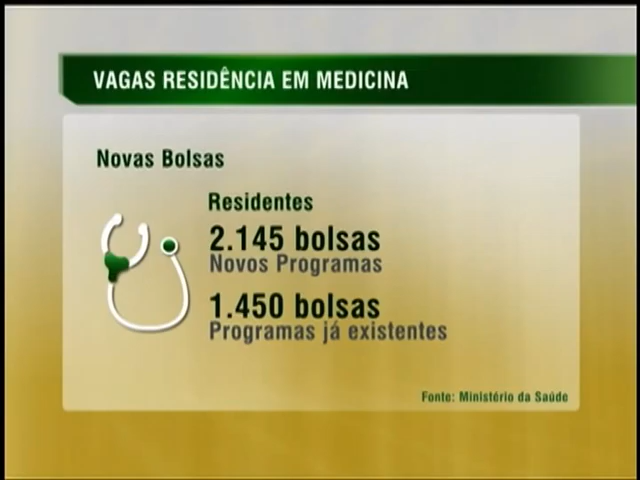 VAGAS RESIDÊNCIA EM MEDICINA
Novas Bolsas
Residentes
2.145 bolsas
Novos Programas
1.450 bolsas
Programas já existentes
Fonte: Ministério da Saúde